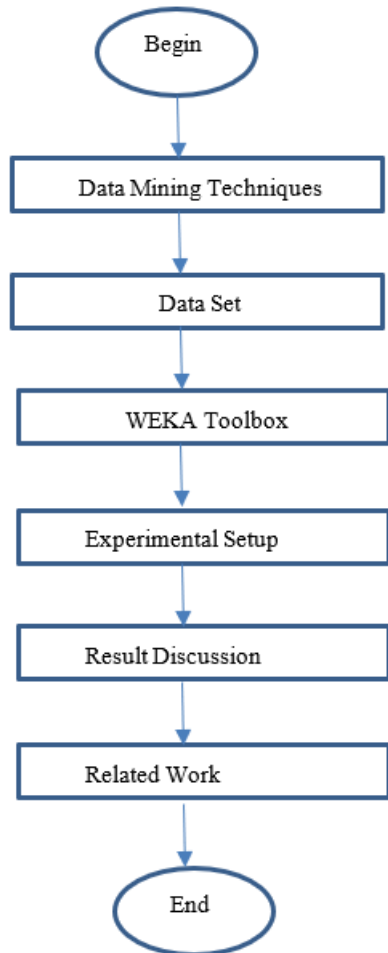 Begin
Data Mining Techniques
Data Set
WEKA Toolbox
Experimental Setup
Result Discussion
Related Work
End